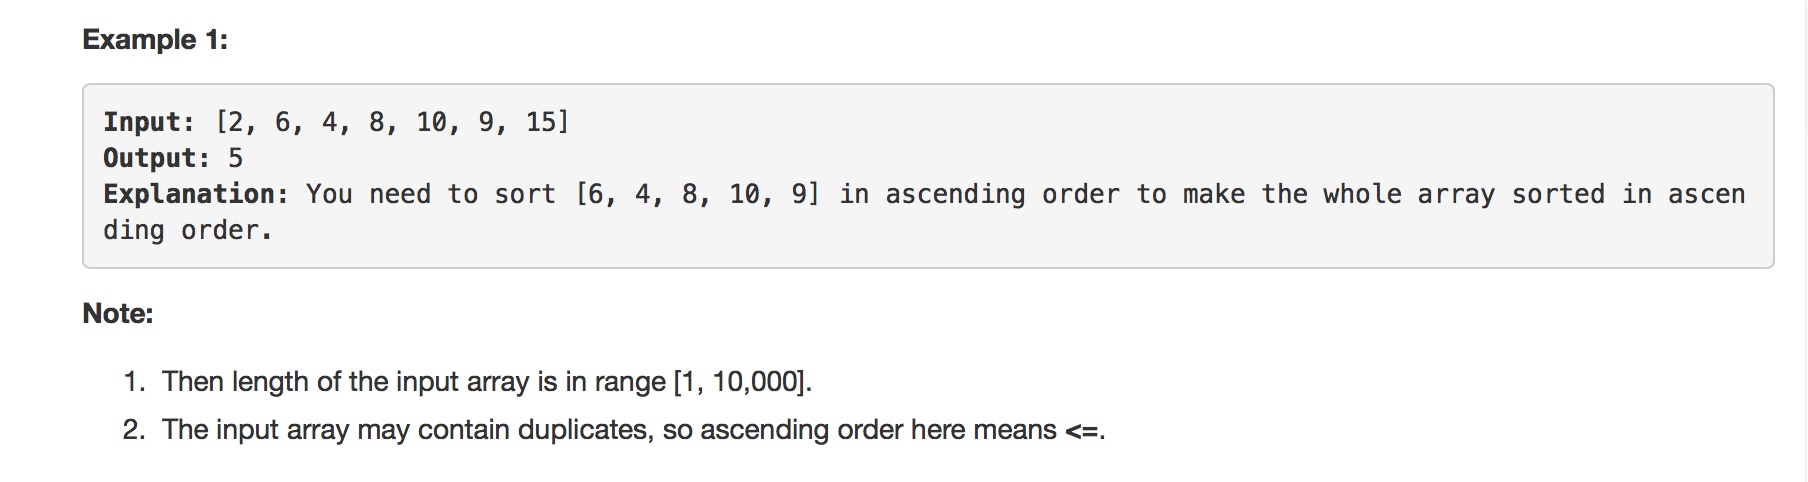 Example 1:
Input: [2, 6, 4, 8, 10, 9, 15]
Output: 5
Explanation: You need to sort [6, 4, 8, 10, 9] in ascending order to make the whole array sorted in ascen
ding order.
Note:
1. Then length of the input array is in range [1, 10,000].
2. The input array may contain duplicates, so ascending order here means <=.